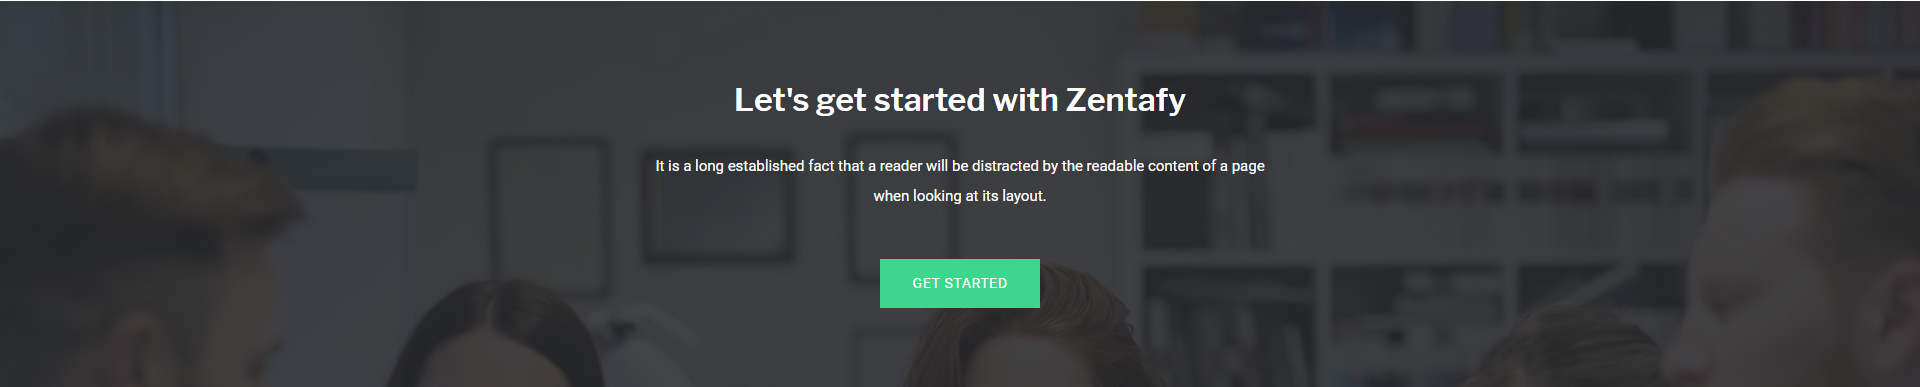 Let's get started with Zentafy
It is a long established fact that a reader will be distracted by the readable content of a page
when looking at its layout.
GET STARTED